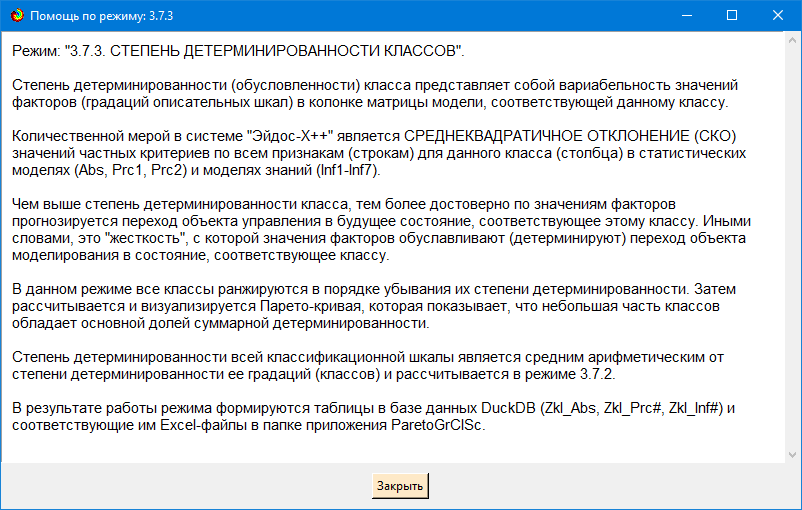 Помощь по режиму: 3.7.3
Режим: "3.7.3. СТЕПЕНЬ ДЕТЕРМИНИРОВАННОСТИ КЛАССОВ".
Степень детерминированности (обусловленности) класса представляет собой вариабельность значений
факторов (градаций описательных шкал) в колонке матрицы модели, соответствующей данному классу.
Количественной мерой в системе "Эйдос-X++" является СРЕДНЕКВАДРАТИЧНОЕ ОТКЛОНЕНИЕ (СКО)
значений частных критериев по всем признакам (строкам) для данного класса (столбца) в статистических
моделях (Abs, Prc1, Prc2) и моделях знаний (Inf1-Inf7).
Чем выше степень детерминированности класса, тем более достоверно по значениям факторов
прогнозируется переход объекта управления в будущее состояние, соответствующее этому классу. Иными
словами, это "жесткость", с которой значения факторов обуславливают (детерминируют) переход объекта
моделирования в состояние, соответствующее классу.
В данном режиме все классы ранжируются в порядке убывания их степени детерминированности. Затем
рассчитывается и визуализируется Парето-кривая, которая показывает, что небольшая часть классов
обладает основной долей суммарной детерминированности.
Степень детерминированности всей классификационной шкалы является средним арифметическим от
степени детерминированности ее градаций (классов) и рассчитывается в режиме 3.7.2.
В результате работы режима формируются таблицы в базе данных DuckDB (Zkl_Abs, Zkl_Prc#, Zkl_Inf#) и
соответствующие им Excel-файлы в папке приложения ParetoGrClSc.
Закрыть